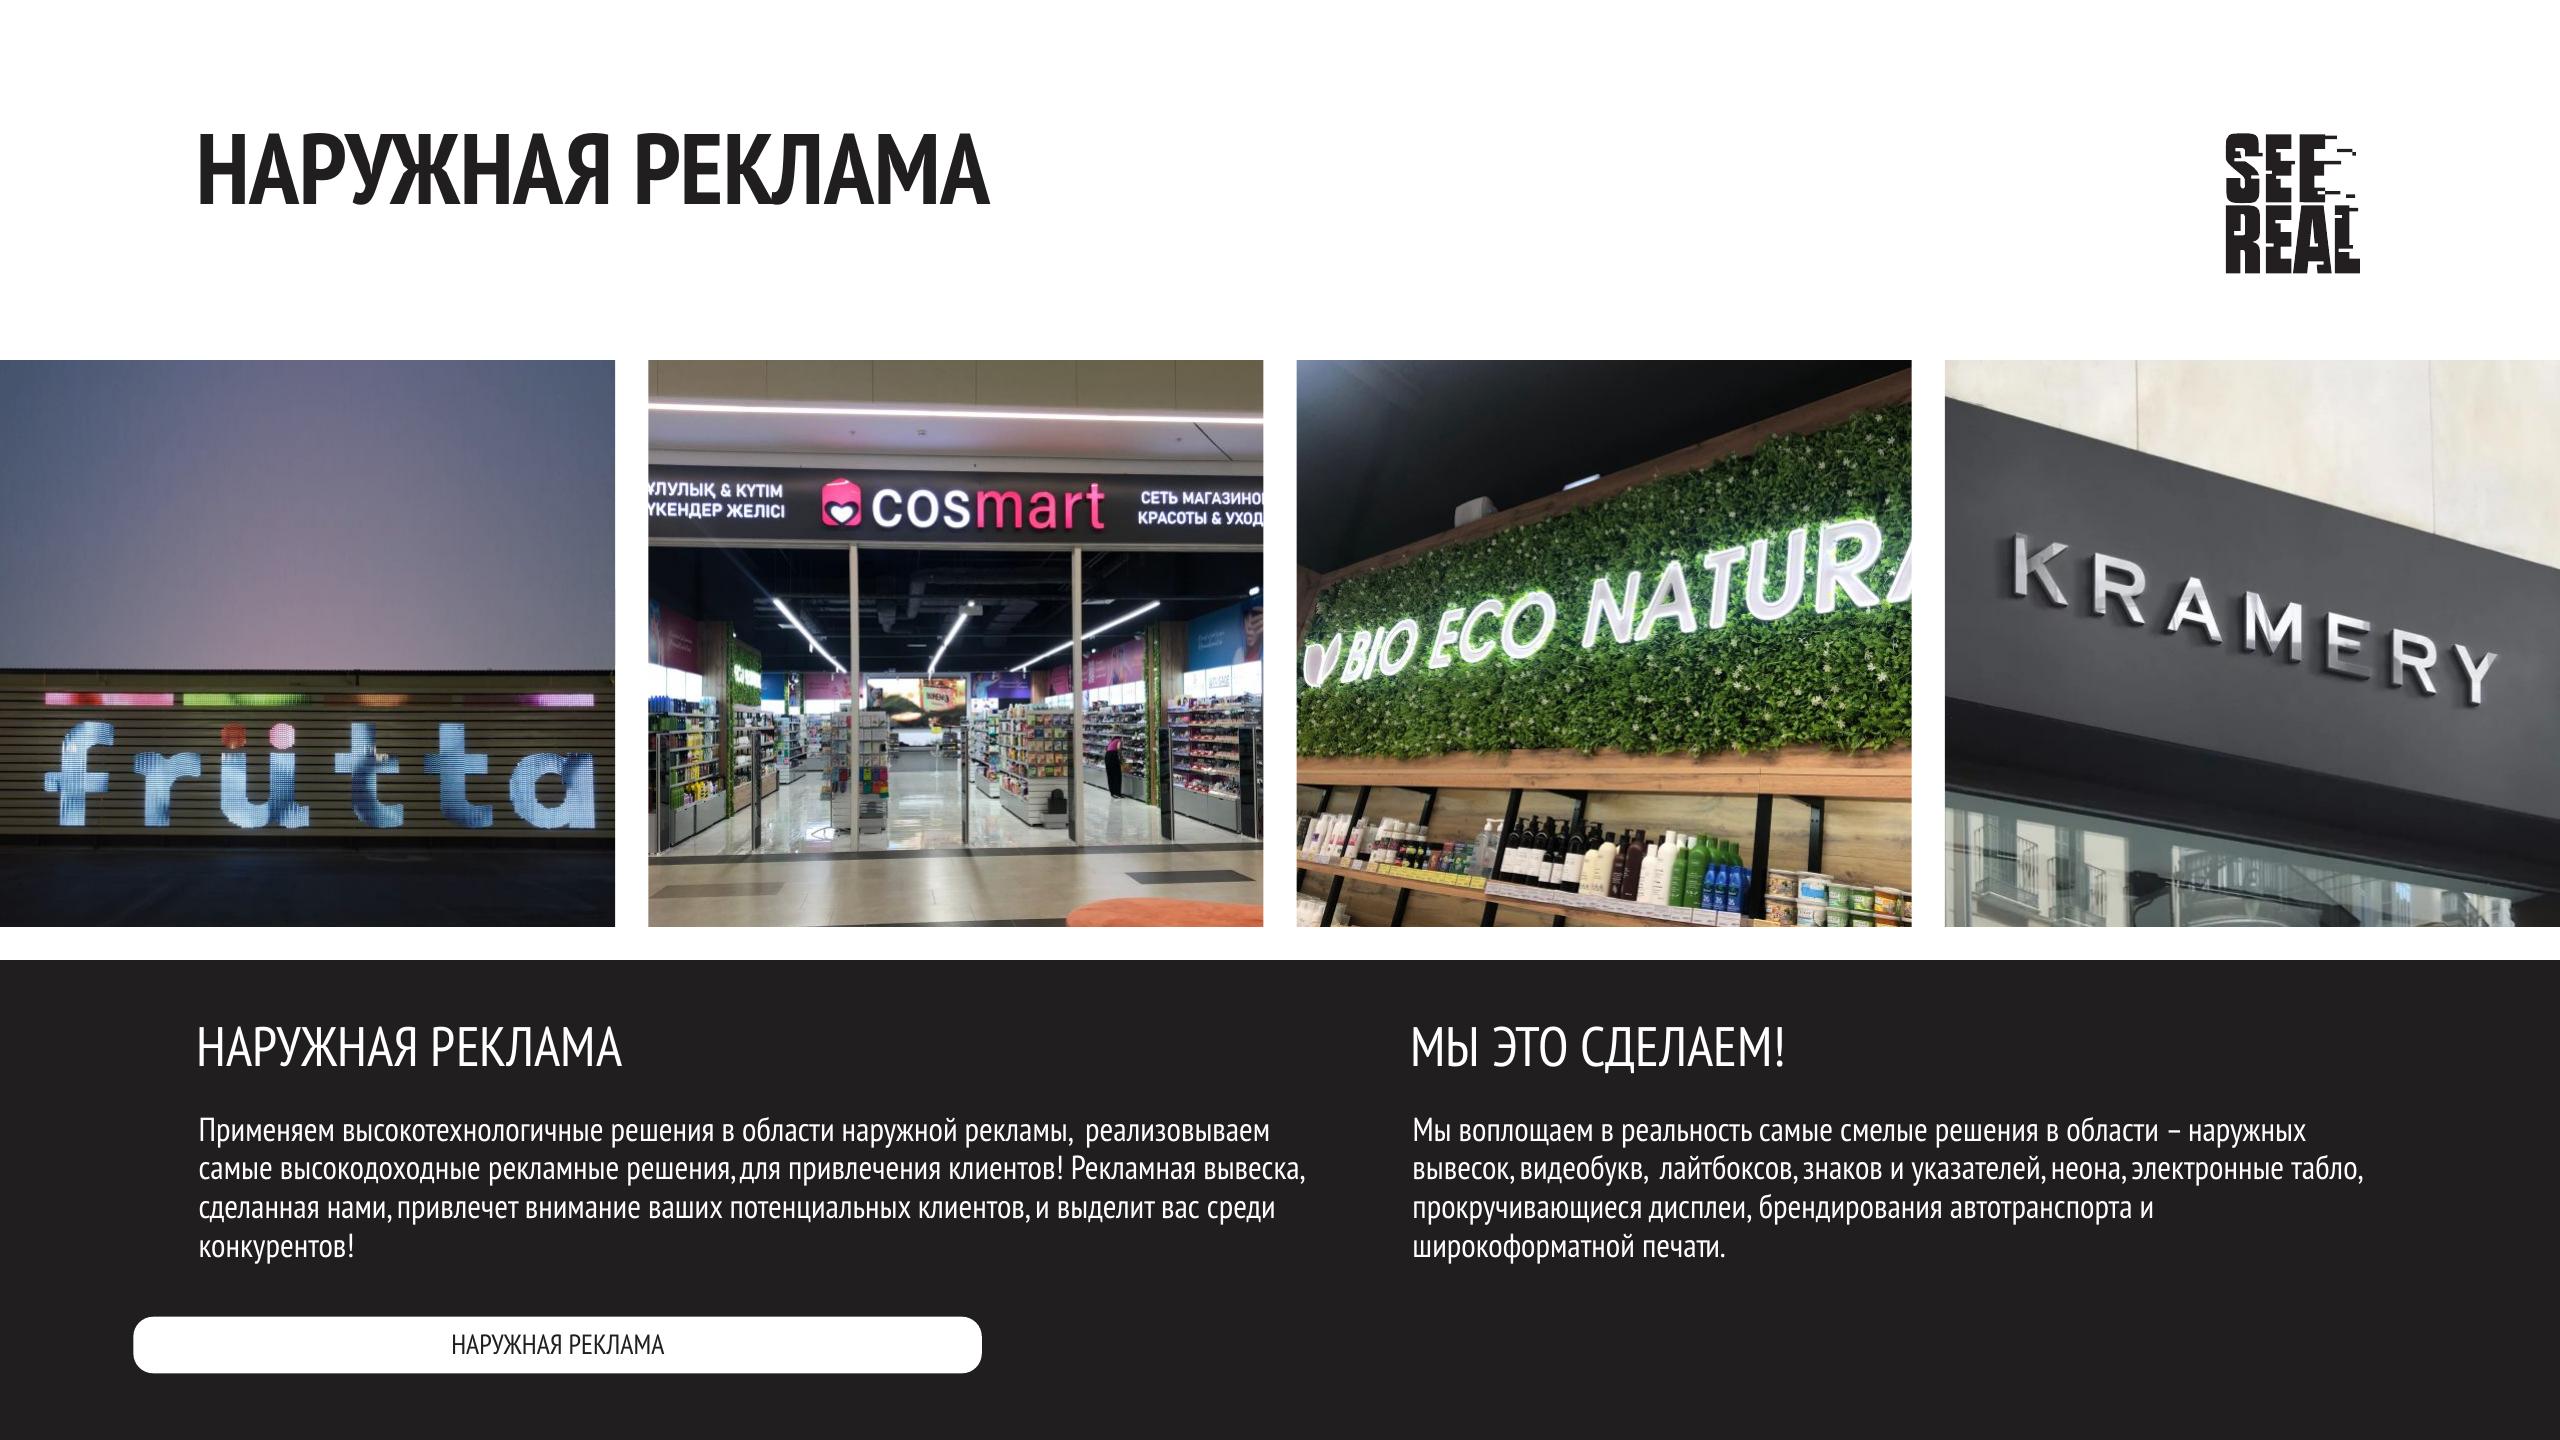 НАРУЖНАЯ РЕКЛАМА
SEE
REAL
frütta
ҰЛУЛЫҚ & КҮТІМ
ҮКЕНДЕР ЖЕЛІСІ
cosmart
СЕТЬ МАГАЗИНО
КРАСОТЫ & УХОД
BIO ECO NATURA
KRAMERY
НАРУЖНАЯ РЕКЛАМА
Применяем высокотехнологичные решения в области наружной рекламы, реализовываем
самые высокодоходные рекламные решения, для привлечения клиентов! Рекламная вывеска,
сделанная нами, привлечет внимание ваших потенциальных клиентов, и выделит вас среди
конкурентов!
МЫ ЭТО СДЕЛАЕМ!
Мы воплощаем в реальность самые смелые решения в области – наружных
вывесок, видеобукв, лайтбоксов, знаков и указателей, неона, электронные табло,
прокручивающиеся дисплеи, брендирования автотранспорта и
широкоформатной печати.
НАРУЖНАЯ РЕКЛАМА